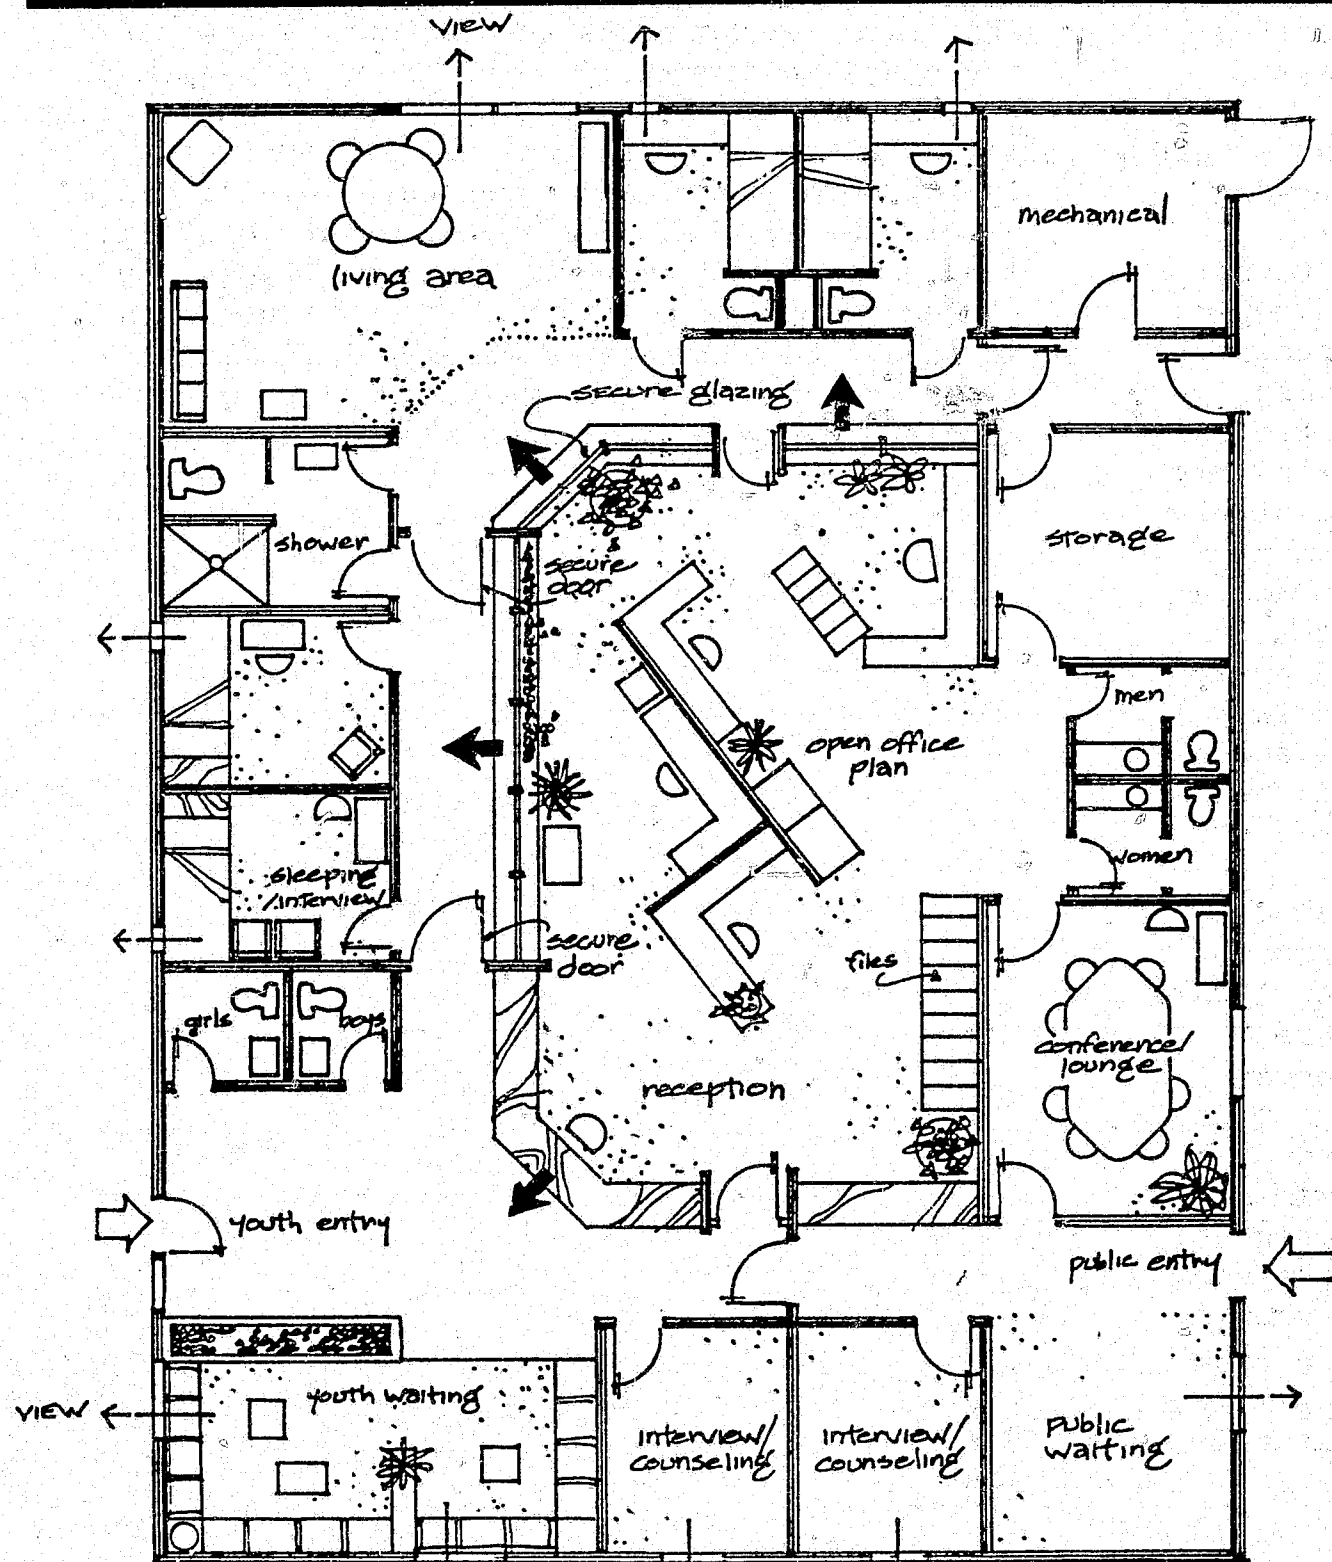 VIEW
mechanical
living area
secure glazing
shower
secure
door
storage
men
open office
plan
women
sleeping
/interview
secure
door
files
girls
boys
conference/
lounge
reception
youth entry
public entry
youth waiting
VIEW
interview/
counseling
interview/
counseling
public
waiting